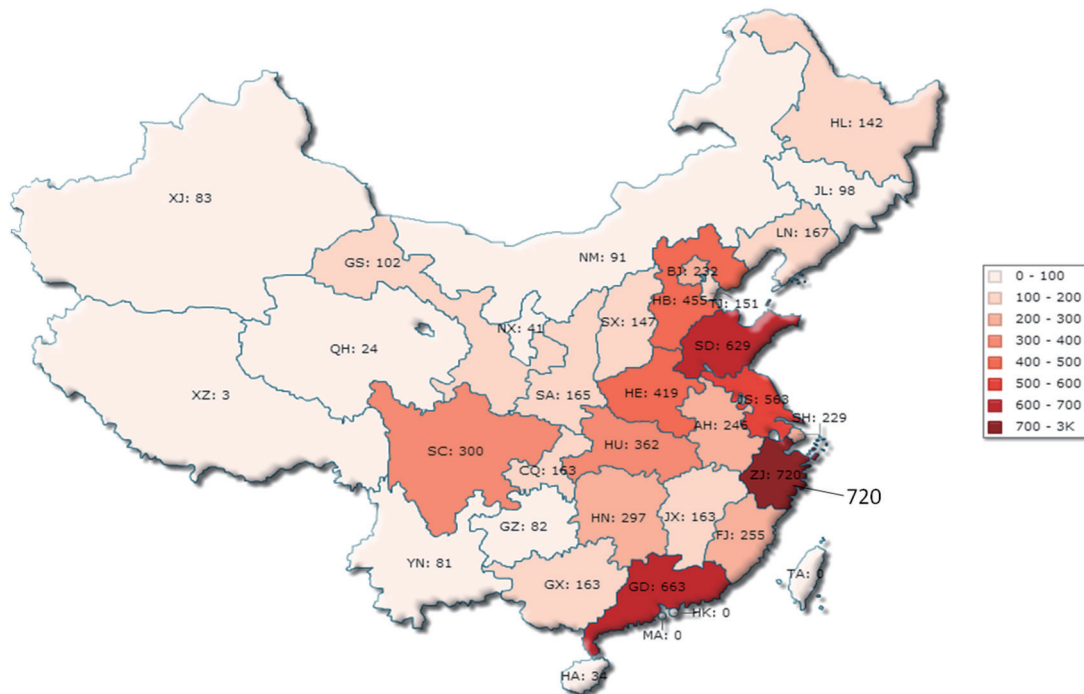 HL: 142
JL: 98
XJ: 83
LN: 167
GS: 102
NM: 91
BJ: 232
HB: 455
TJ: 151
NX: 41
SX: 147
QH: 24
SD: 629
XZ: 3
SA: 165
HE: 419
JS: 563
SH: 229
AH: 246
SC: 300
HU: 362
CQ: 163
ZJ: 720
720
GZ: 82
HN: 297
JX: 163
FJ: 255
YN: 81
GX: 163
GD: 663
TA: 0
HK: 0
MA: 0
HA: 34
0 - 100
100 - 200
200 - 300
300 - 400
400 - 500
500 - 600
600 - 700
700 - 3K